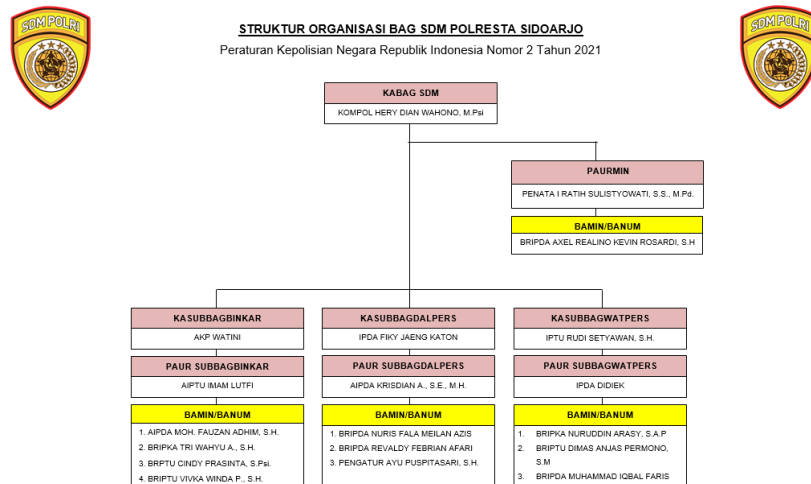 SDM POLRI
STRUKTUR ORGANISASI BAG SDM POLRESTA SIDOARJO
Peraturan Kepolisian Negara Republik Indonesia Nomor 2 Tahun 2021
SDM POLRI
KABAG SDM
KOMPOL HERY DIAN WAHONO, M.Psi
PAURMIN
PENATA I RATIH SULISTYOWATI, S.S., M.Pd.
BAMIN/BANUM
BRIPDA AXEL REALINO KEVIN ROSARDI, S.H
KASUBBAGBINKAR
AKP WATINI
PAUR SUBBAGBINKAR
AIPTU IMAM LUTFI
BAMIN/BANUM
1. AIPDA MOH. FAUZAN ADHIM, S.H.
2. BRIPKA TRI WAHYU A., S.H.
3. BRPTU CINDY PRASINTA, S.Psi.
4. BRIPTU VIVKA WINDA P., S.H.
KASUBBAGDALPERS
IPDA FIKY JAENG KATON
PAUR SUBBAGDALPERS
AIPDA KRISDIAN A., S.E., M.H.
BAMIN/BANUM
1. BRIPDA NURIS FALA MEILAN AZIS
2. BRIPDA REVALDY FEBRIAN AFARI
3. PENGATUR AYU PUSPITASARI, S.H.
KASUBBAGWATPERS
IPTU RUDI SETYAWAN, S.H.
PAUR SUBBAGWATPERS
IPDA DIDIEK
BAMIN/BANUM
1. BRIPKA NURUDDIN ARASY, S.A.P
2. BRIPTU DIMAS ANJAS PERMONO,
S.M
3. BRIPDA MUHAMMAD IQBAL FARIS